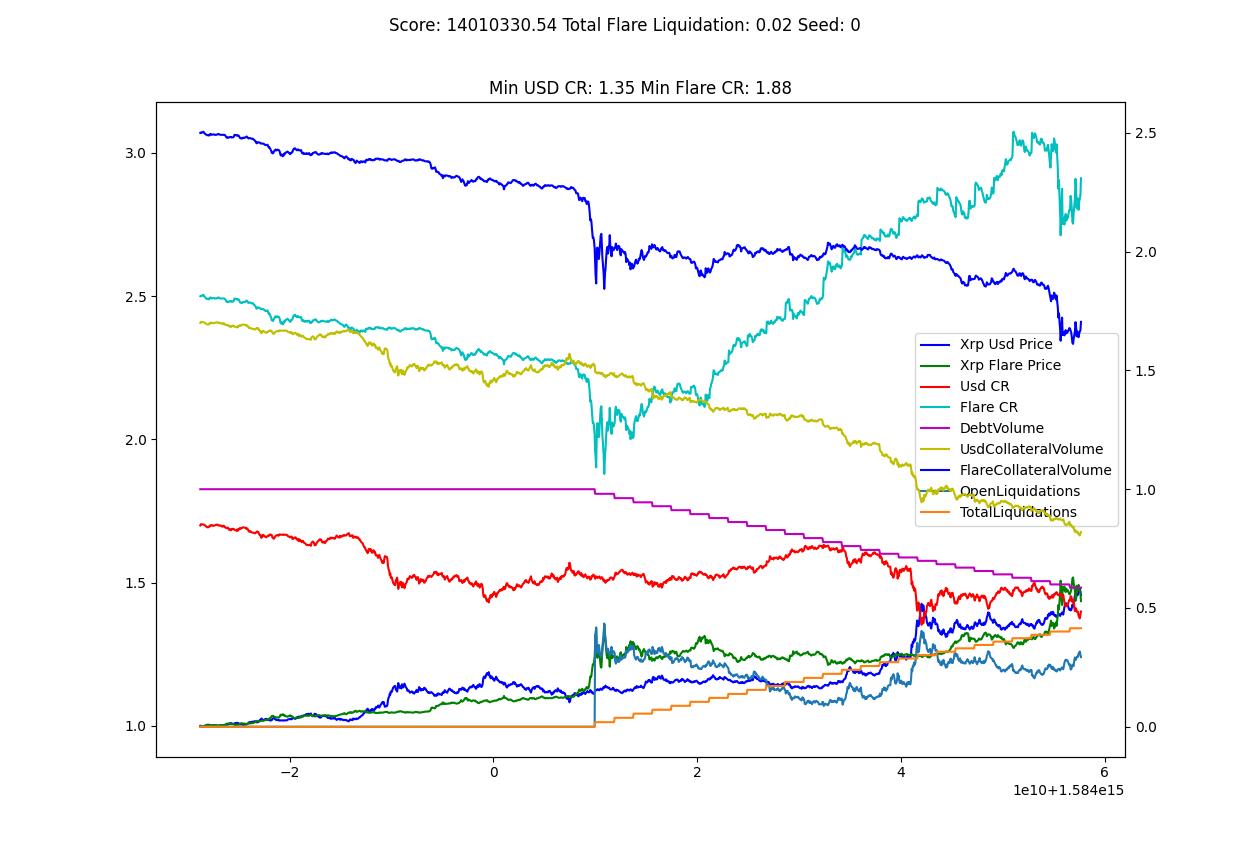 Score: 14010330.54 Total Flare Liquidation: 0.02 Seed: 0
Min USD CR: 1.35 Min Flare CR: 1.88
3.0
2.5
2.0
1.5
1.0
2.5
2.0
1.5
1.0
0.5
0.0
Xrp Usd Price
Xrp Flare Price
Usd CR
Flare CR
DebtVolume
UsdCollateralVolume
FlareCollateralVolume
OpenLiquidations
TotalLiquidations
−2 0 2 4 6
1e10+1.584e15